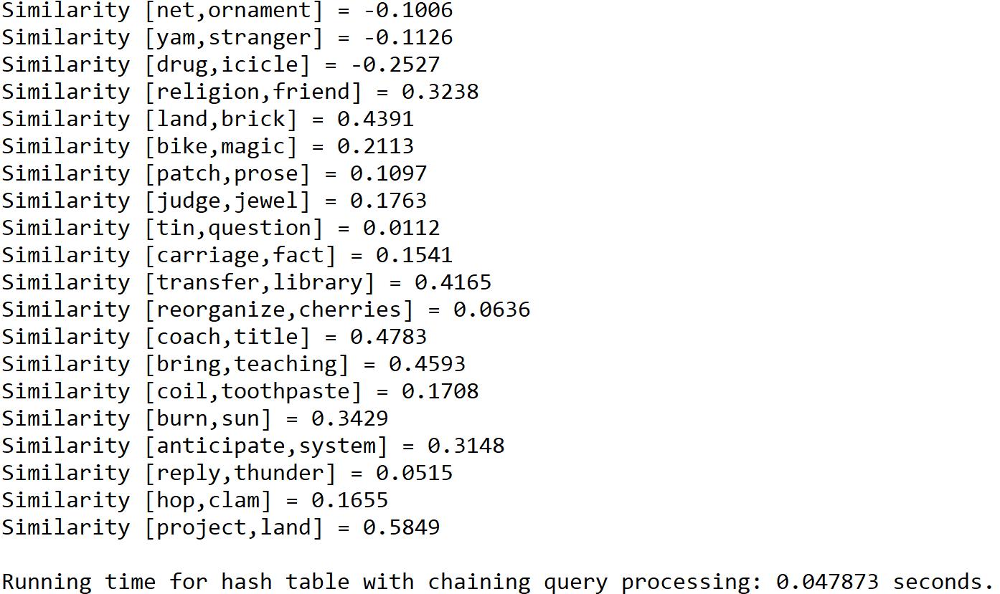 Similarity [net,ornament] = -0.1006
Similarity [yam,stranger] = -0.1126
Similarity [drug,icicle] = -0.2527
Similarity [religion,friend] = 0.3238
Similarity [land,brick] = 0.4391
Similarity [bike,magic] = 0.2113
Similarity [patch,prose] = 0.1097
Similarity [judge,jewel] = 0.1763
Similarity [tin,question] = 0.0112
Similarity [carriage,fact] = 0.1541
Similarity [transfer,library] = 0.4165
Similarity [reorganize,cherries] = 0.0636
Similarity [coach,title] = 0.4783
Similarity [bring,teaching] = 0.4593
Similarity [coil,toothpaste] = 0.1708
Similarity [burn,sun] = 0.3429
Similarity [anticipate,system] = 0.3148
Similarity [reply,thunder] = 0.0515
Similarity [hop,clam] = 0.1655
Similarity [project,land] = 0.5849
Running time for hash table with chaining query processing: 0.047873 seconds.